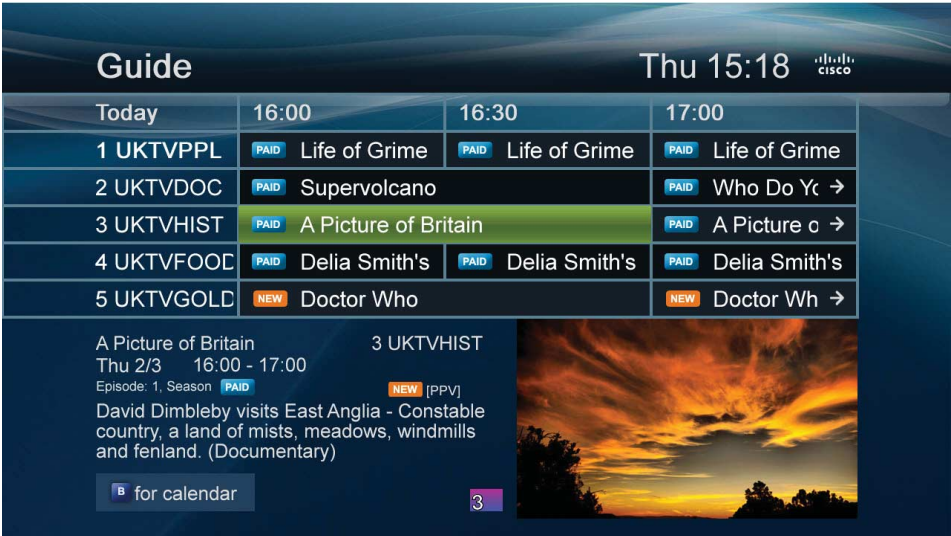 Guide
Thu 15:18 CISCO
Today 16:00 16:30 17:00
1 UKTVPPL PAID Life of Grime PAID Life of Grime PAID Life of Grime
2 UKTVDOC PAID Supervolcano PAID Who Do Yo →
3 UKTVHIST PAID A Picture of Britain PAID A Picture o →
4 UKTVFOOD PAID Delia Smith's PAID Delia Smith's PAID Delia Smith's
5 UKTVGOLD NEW Doctor Who NEW Doctor Wh →
A Picture of Britain 3 UKTVHIST
Thu 2/3 16:00 - 17:00
Episode: 1, Season PAID NEW [PPV]
David Dimbleby visits East Anglia - Constable
country, a land of mists, meadows, windmills
and fenland. (Documentary)
B for calendar
3